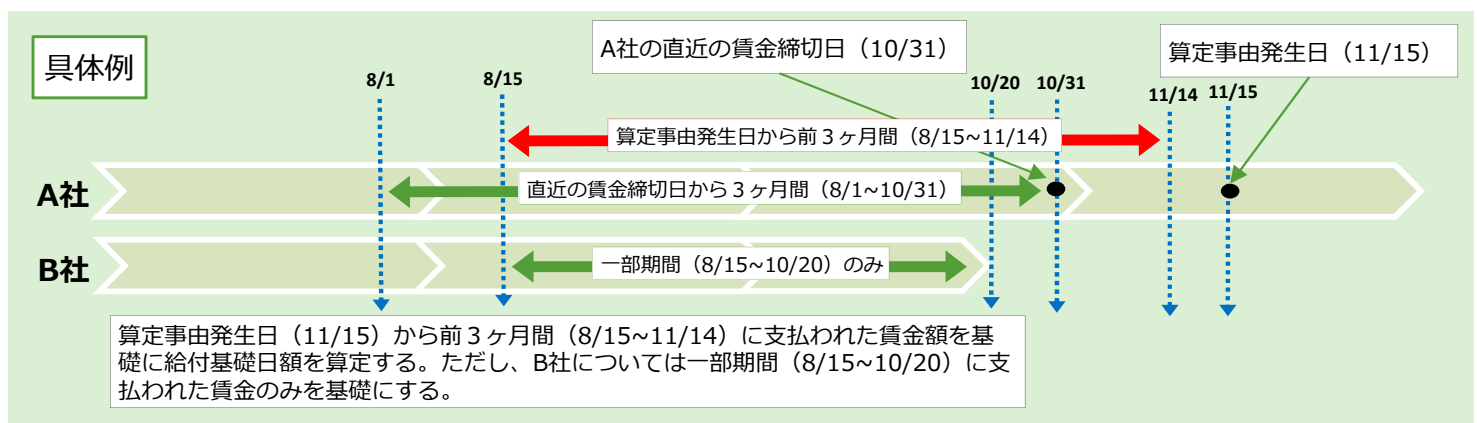 具体例
A社の直近の賃金締切日（10/31）
算定事由発生日（11/15）
8/1
8/15
10/20
10/31
11/14
11/15
算定事由発生日から前３ヶ月間（8/15~11/14）
A社
直近の賃金締切日から３ヶ月間（8/1~10/31）
B社
一部期間（8/15~10/20）のみ
算定事由発生日（11/15）から前３ヶ月間（8/15~11/14）に支払われた賃金額を基
礎に給付基礎日額を算定する。ただし、B社については一部期間（8/15~10/20）に支
払われた賃金のみを基礎にする。